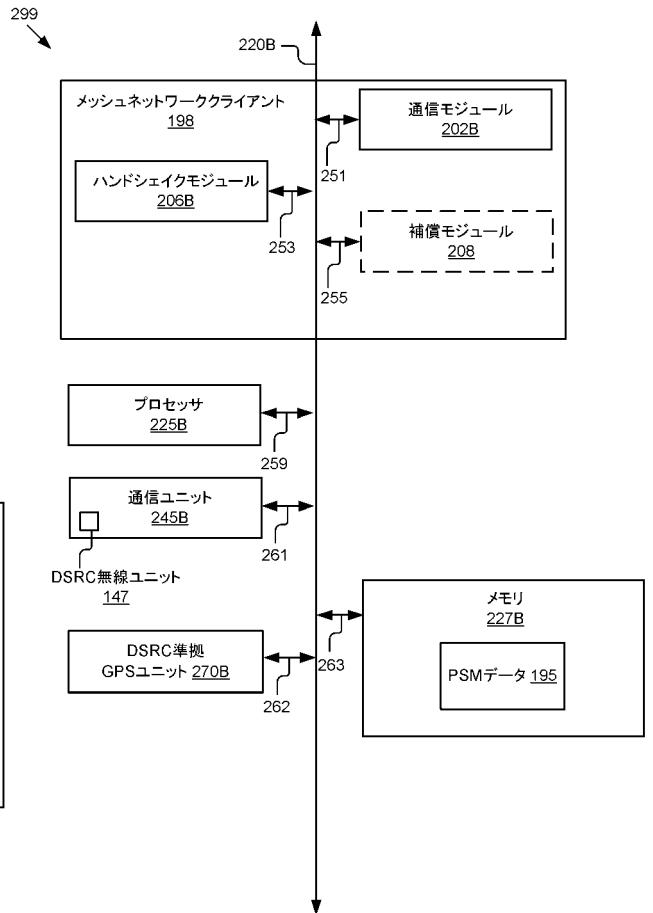 299
220B
メッシュネットワーククライアント
198
通信モジュール
202B
251
ハンドシェイクモジュール
206B
253
補償モジュール
208
255
プロセッサ
225B
259
通信ユニット
245B
261
DSRC無線ユニット
147
メモリ
227B
263
PSMデータ 195
DSRC準拠
GPSユニット 270B
262